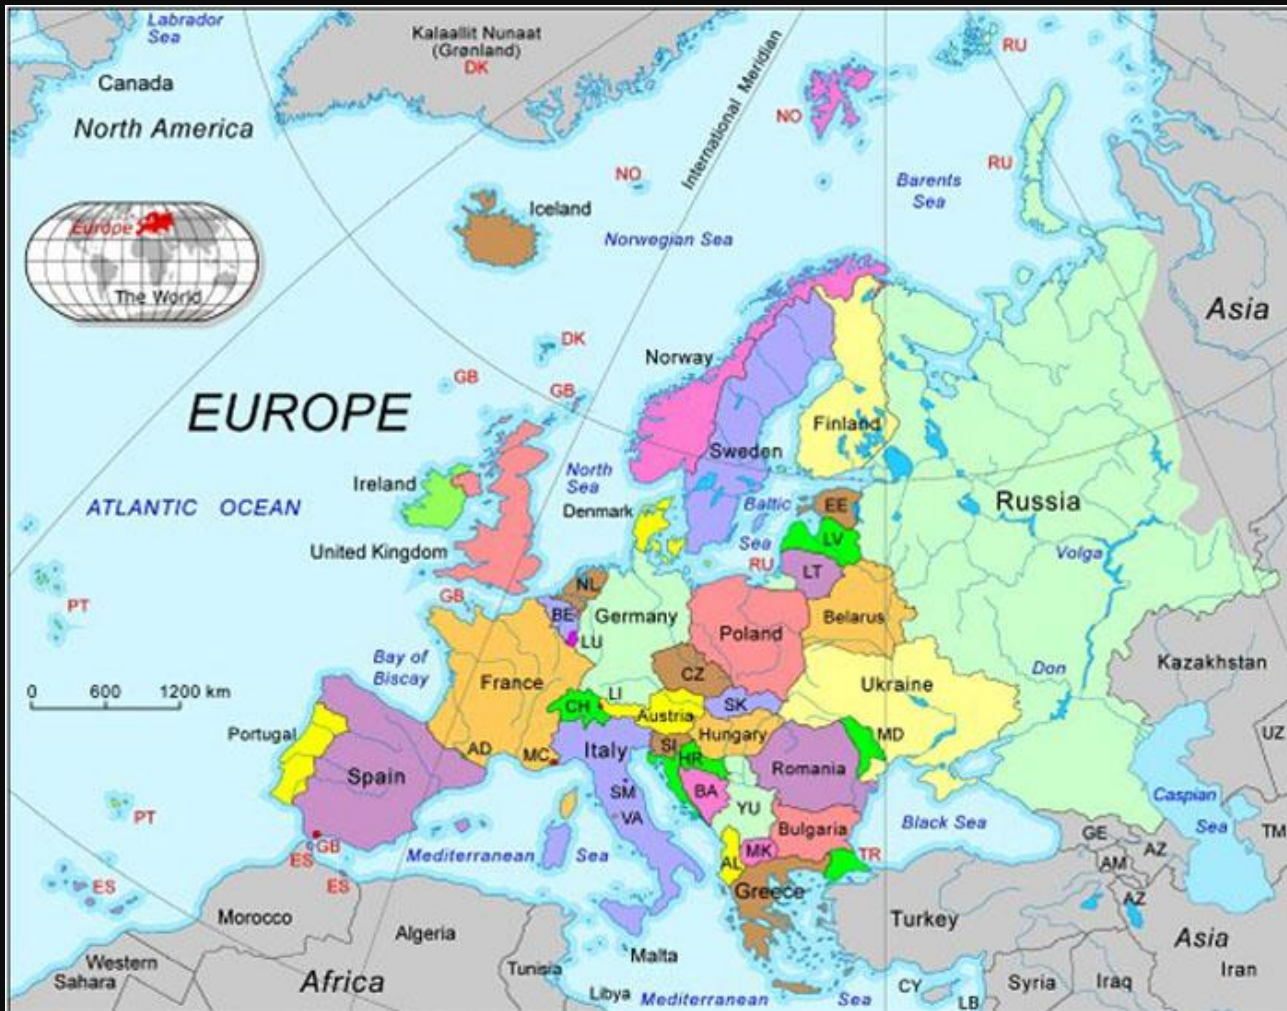 Labrador
Sea
Kalaallit Nunaat
(Grønland)
DK
Canada
North America
International Meridian
RU
NO
RU
NO
Barents
Sea
Iceland
Norwegian Sea
Europe
The World
Asia
DK
Norway
GB
GB
EUROPE
Finland
Sweden
North
Sea
Ireland
ATLANTIC OCEAN
Denmark
Baltic
Sea
EE
Russia
LV
United Kingdom
Volga
RU
LT
PT
GB
NL
BE
Germany
Belarus
Poland
LU
Bay of
Biscay
Kazakhstan
CZ
Don
France
Ukraine
0 600 1200 km
LI
CH
Austria
SK
Portugal
Hungary
MD
UZ
AD
MC
Italy
SI
HR
Spain
Romania
SM
BA
Caspian
Sea
YU
PT
VA
Black Sea
Bulgaria
TM
GE
GB
ES
Mediterranean Sea
MK
TR
AZ
AL
AM
ES
ES
Greece
AZ
Morocco
Turkey
Algeria
Asia
Malta
Western
Sahara
Africa
Tunisia
Iran
Syria
Iraq
CY
Libya
Mediterranean Sea
LB